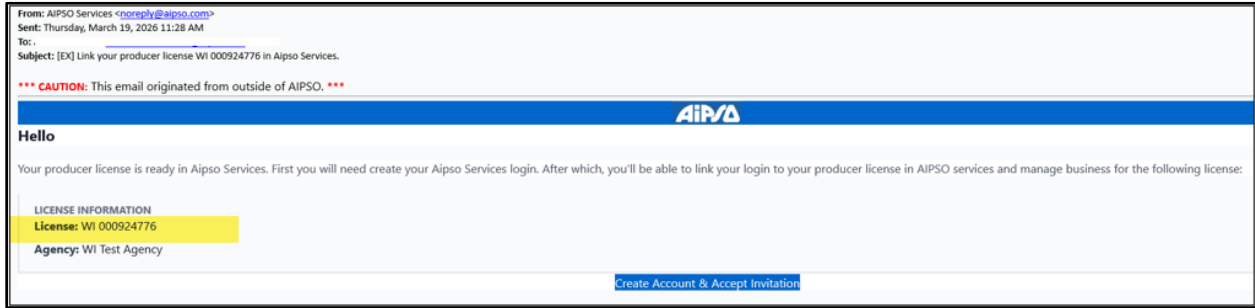 From: AIPSO Services <noreply@aipso.com>
Sent: Thursday, March 19, 2026 11:28 AM
To: .
Subject: [EX] Link your producer license WI 000924776 in Aipso Services.
*** CAUTION: This email originated from outside of AIPSO. ***
AIPSO
Hello
Your producer license is ready in Aipso Services. First you will need create your Aipso Services login. After which, you'll be able to link your login to your producer license in AIPSO services and manage business for the following license:
LICENSE INFORMATION
License: WI 000924776
Agency: WI Test Agency
Create Account & Accept Invitation